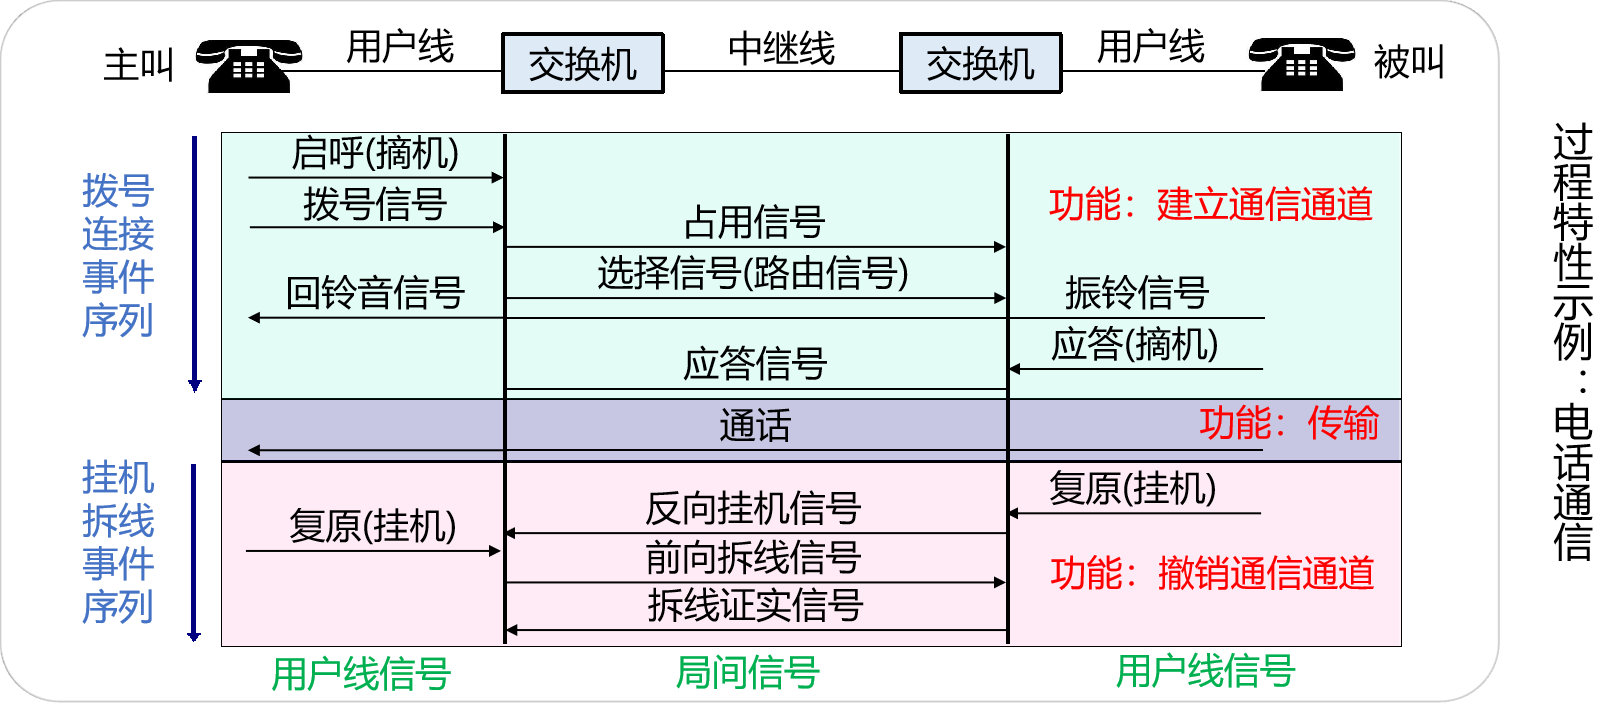 主叫
用户线
交换机
中继线
交换机
用户线
被叫
拨号
连接
事件
序列
启呼(摘机)
拨号信号
占用信号
功能：建立通信通道
选择信号(路由信号)
回铃音信号
振铃信号
应答(摘机)
应答信号
通话
功能：传输
挂机
拆线
事件
序列
复原(挂机)
反向挂机信号
复原(挂机)
前向拆线信号
功能：撤销通信通道
拆线证实信号
用户线信号
局间信号
用户线信号
过程特性示例：电话通信